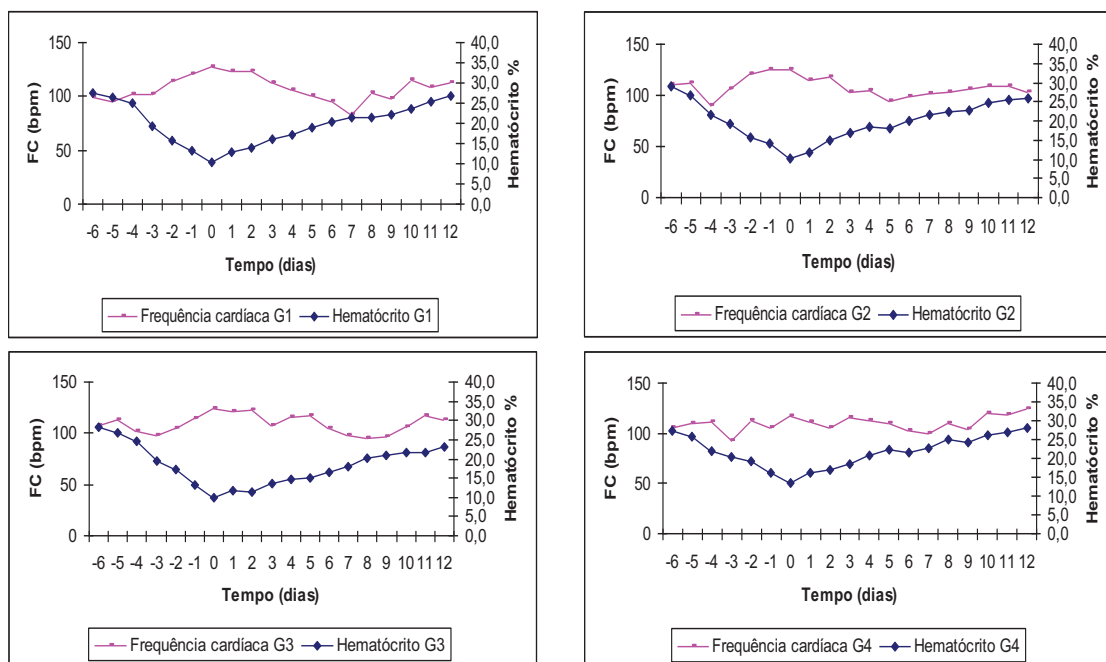 150
100
50
0
FC (bpm)
40,0
35,0
30,0
25,0
20,0
15,0
10,0
5,0
0,0
Hematócrito %
-6 -5 -4 -3 -2 -1 0 1 2 3 4 5 6 7 8 9 10 11 12
Tempo (dias)
Frequência cardíaca G1 Hematócrito G1
150
100
50
0
FC (bpm)
40,0
35,0
30,0
25,0
20,0
15,0
10,0
5,0
0,0
Hematócrito %
-6 -5 -4 -3 -2 -1 0 1 2 3 4 5 6 7 8 9 10 11 12
Tempo (dias)
Frequência cardíaca G2 Hematócrito G2
150
100
50
0
FC (bpm)
40,0
35,0
30,0
25,0
20,0
15,0
10,0
5,0
0,0
Hematócrito %
-6 -5 -4 -3 -2 -1 0 1 2 3 4 5 6 7 8 9 10 11 12
Tempo (dias)
Frequência cardíaca G3 Hematócrito G3
150
100
50
0
FC (bpm)
40,0
35,0
30,0
25,0
20,0
15,0
10,0
5,0
0,0
Hematócrito %
-6 -5 -4 -3 -2 -1 0 1 2 3 4 5 6 7 8 9 10 11 12
Tempo (dias)
Frequência cardíaca G4 Hematócrito G4